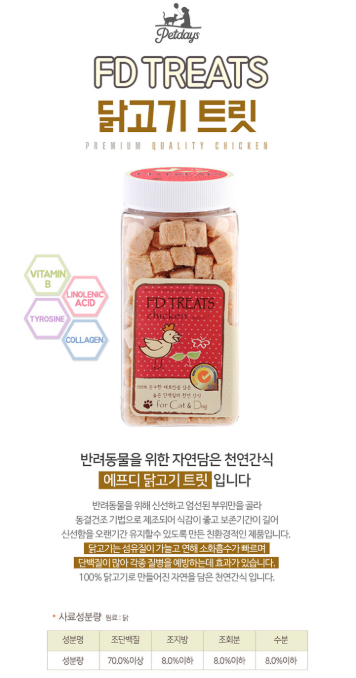 Petdays
FD TREATS
닭고기 트릿
PREMIUM QUALITY CHICKEN
FD TREATS
VITAMIN
B
LINOLENIC
ACID
TYROSINE
COLLAGEN
FD TREATS
chicken
for Cat & Dog
반려동물을 위한 자연담은 천연간식
에프디 닭고기 트릿 입니다
반려동물을 위해 신선하고 엄선된 부위만을 골라
동결건조 기법으로 제조되어 식감이 좋고 보존기간이 길어
신선함을 오랜기간 유지할수 있도록 만든 친환경적인 제품입니다.
닭고기는 섬유질이 가늘고 연해 소화흡수가 빠르며
단백질이 많아 각종 질병을 예방하는데 효과가 있습니다.
100% 닭고기로 만들어진 자연을 담은 천연간식 입니다.
* 사료성분량 원료 : 닭
성분명 조단백질 조지방 조회분 수분
성분량 70.0%이상 8.0%이하 8.0%이하 8.0%이하